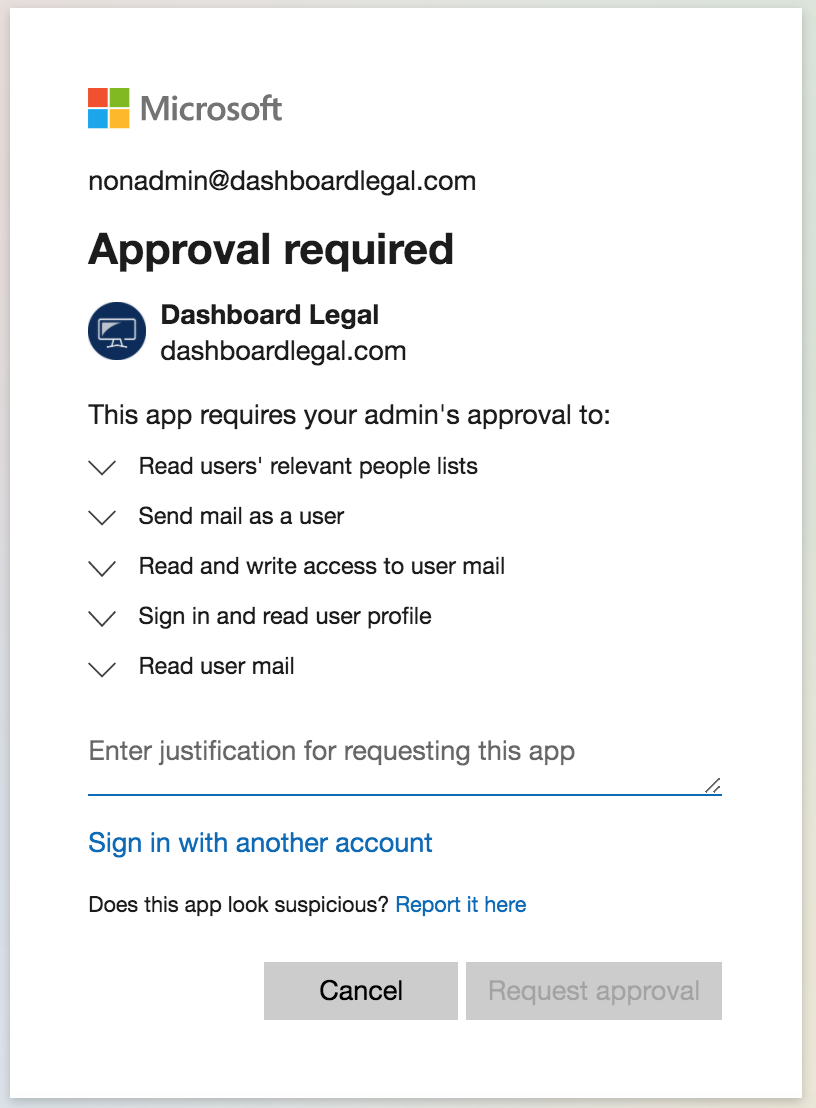 Microsoft
nonadmin@dashboardlegal.com
Approval required
Dashboard Legal
dashboardlegal.com
This app requires your admin's approval to:
Read users' relevant people lists
Send mail as a user
Read and write access to user mail
Sign in and read user profile
Read user mail
Enter justification for requesting this app
Sign in with another account
Does this app look suspicious? Report it here
Cancel Request approval